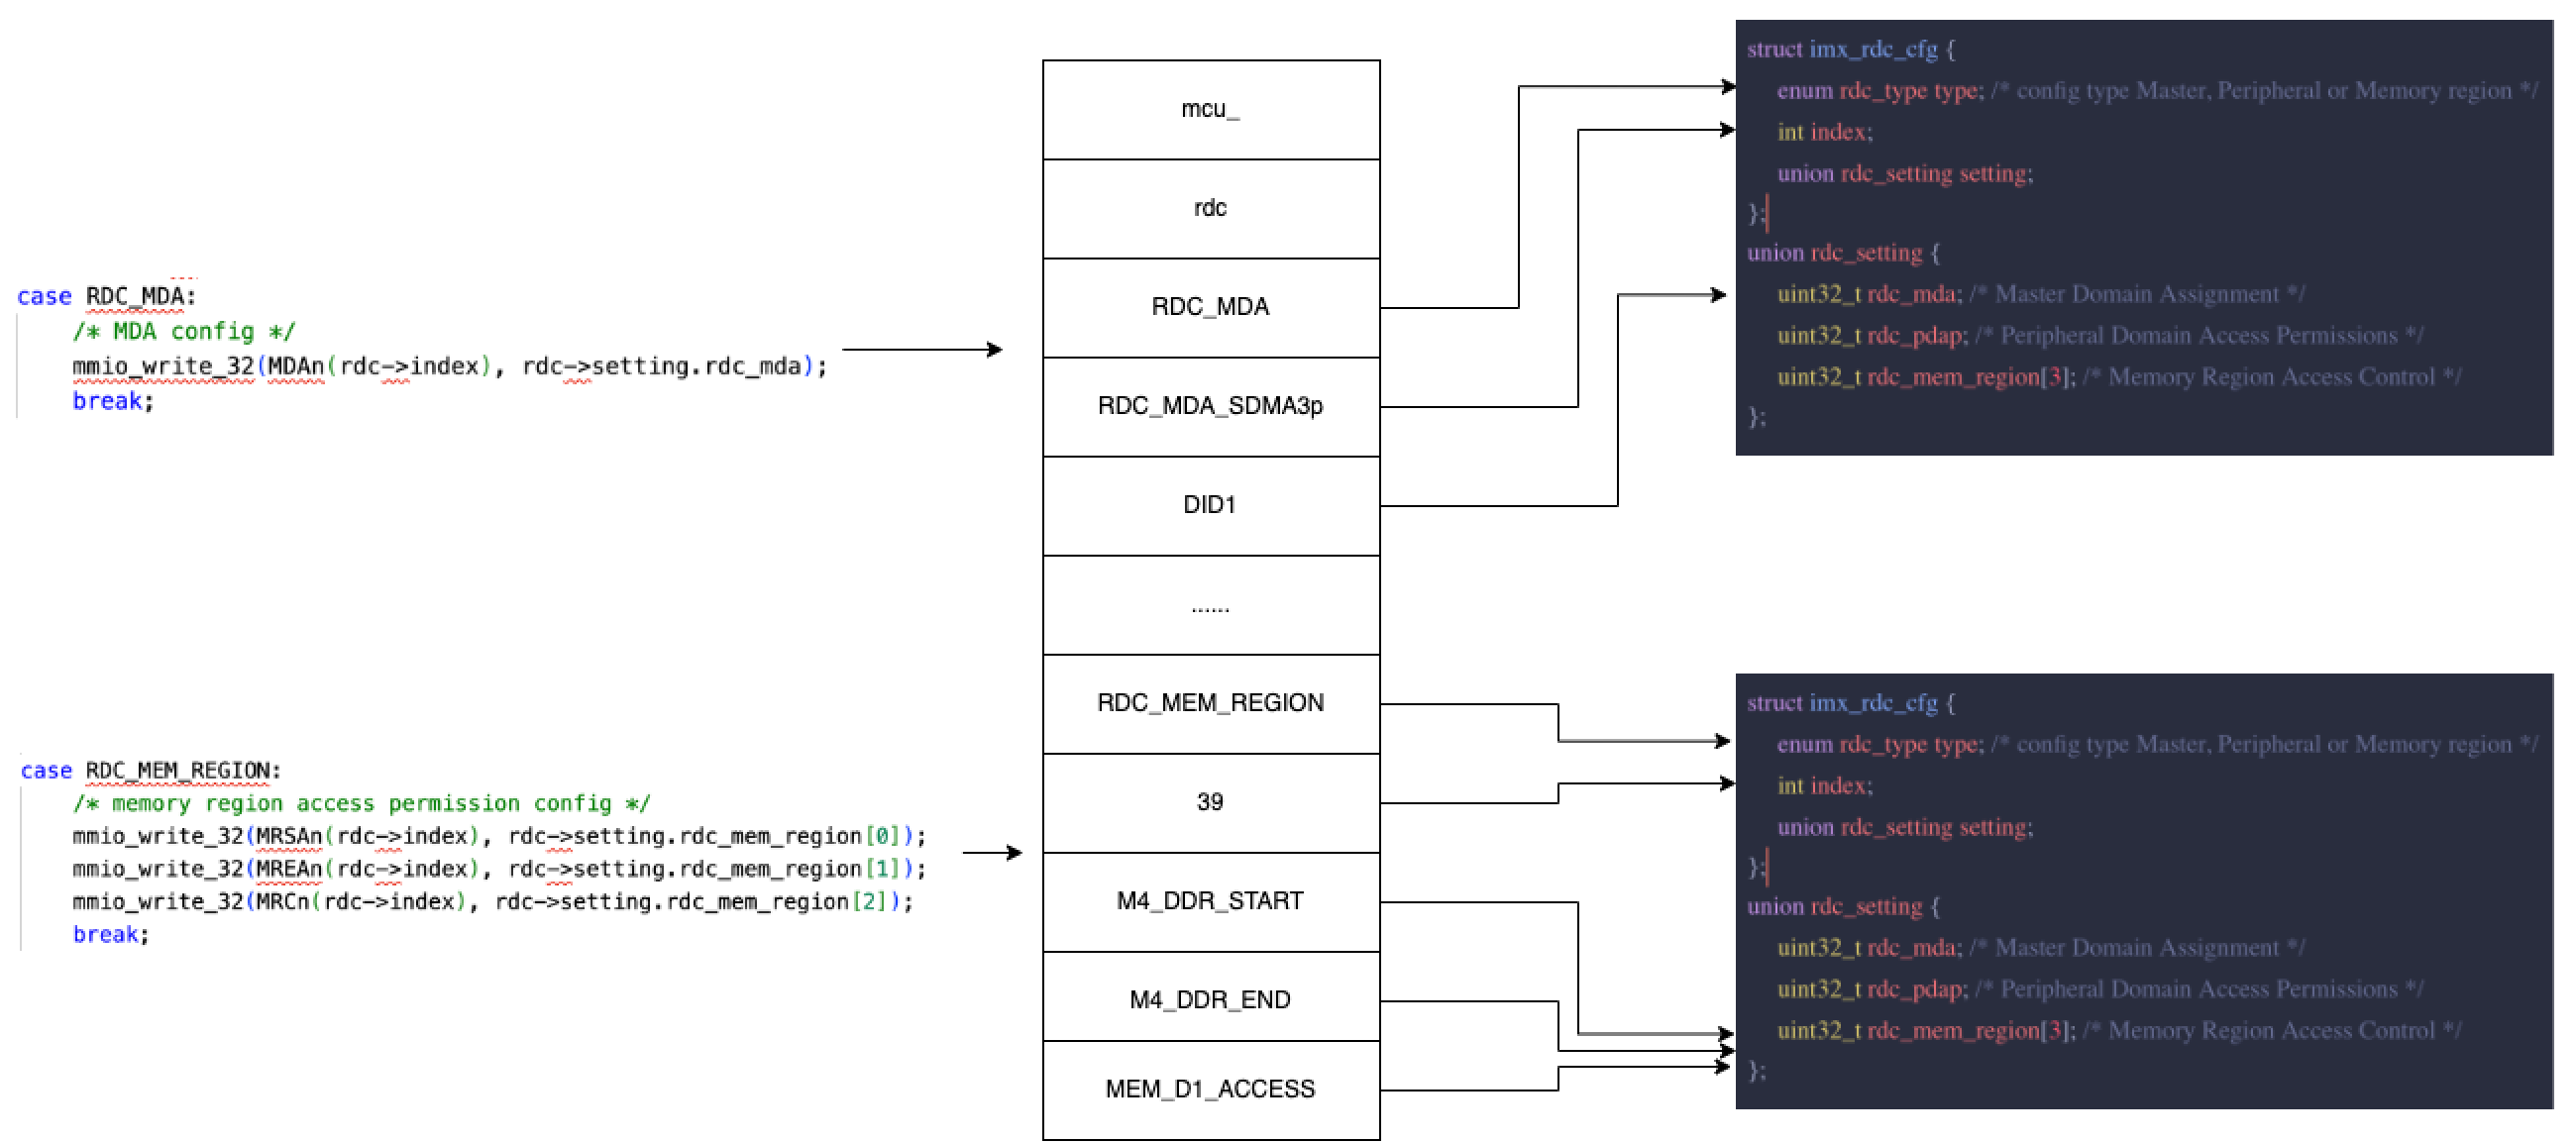 case RDC_MDA:
/* MDA config */
mmio_write_32(MDAn(rdc->index), rdc->setting.rdc_mda);
break;
case RDC_MEM_REGION:
/* memory region access permission config */
mmio_write_32(MRSAn(rdc->index), rdc->setting.rdc_mem_region[0]);
mmio_write_32(MREAn(rdc->index), rdc->setting.rdc_mem_region[1]);
mmio_write_32(MRCn(rdc->index), rdc->setting.rdc_mem_region[2]);
break;
mcu_
rdc
RDC_MDA
RDC_MDA_SDMA3p
DID1
......
RDC_MEM_REGION
39
M4_DDR_START
M4_DDR_END
MEM_D1_ACCESS
struct imx_rdc_cfg {
enum rdc_type type; /* config type Master, Peripheral or Memory region */
int index;
union rdc_setting setting;
};
union rdc_setting {
uint32_t rdc_mda; /* Master Domain Assignment */
uint32_t rdc_pdap; /* Peripheral Domain Access Permissions */
uint32_t rdc_mem_region[3]; /* Memory Region Access Control */
};
struct imx_rdc_cfg {
enum rdc_type type; /* config type Master, Peripheral or Memory region */
int index;
union rdc_setting setting;
};
union rdc_setting {
uint32_t rdc_mda; /* Master Domain Assignment */
uint32_t rdc_pdap; /* Peripheral Domain Access Permissions */
uint32_t rdc_mem_region[3]; /* Memory Region Access Control */
};